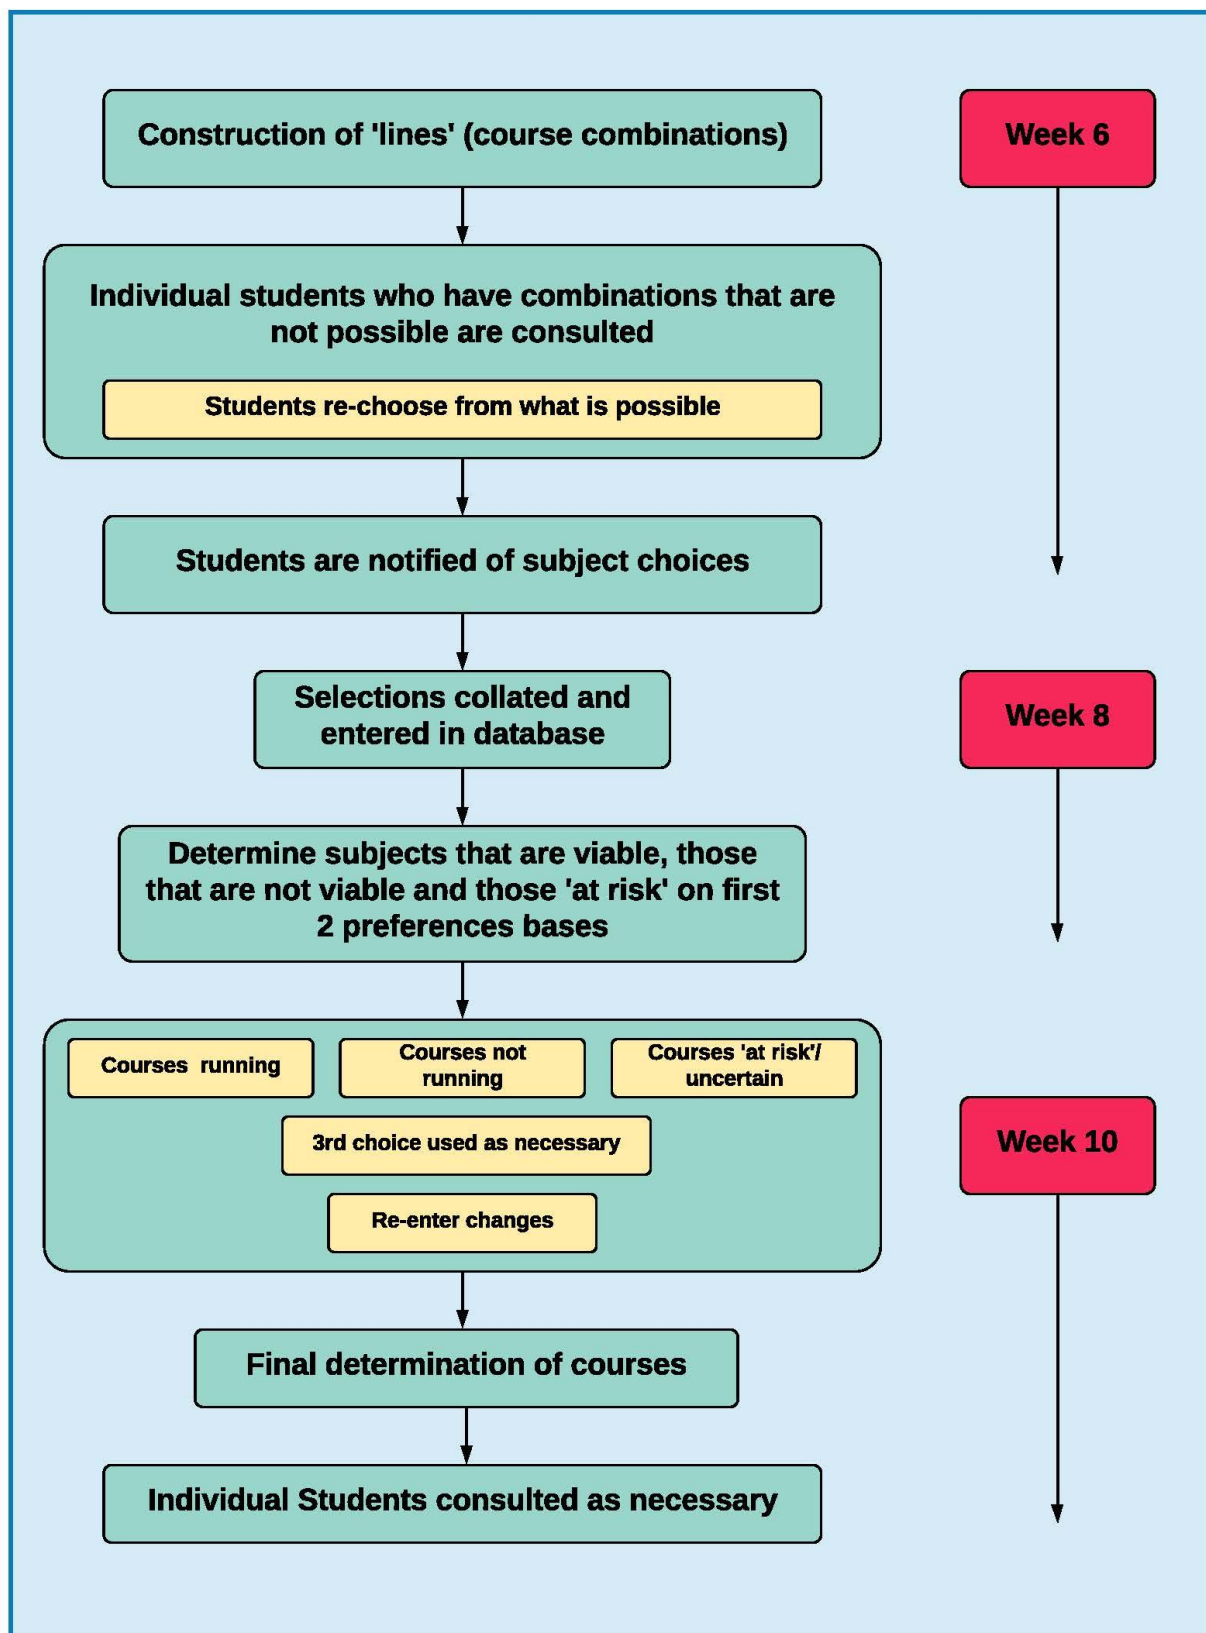 Construction of 'lines' (course combinations)
Week 6
Individual students who have combinations that are
not possible are consulted
Students re-choose from what is possible
Students are notified of subject choices
Selections collated and
entered in database
Week 8
Determine subjects that are viable, those
that are not viable and those 'at risk' on first
2 preferences bases
Courses running
Courses not
running
Courses 'at risk'/
uncertain
3rd choice used as necessary
Week 10
Re-enter changes
Final determination of courses
Individual Students consulted as necessary